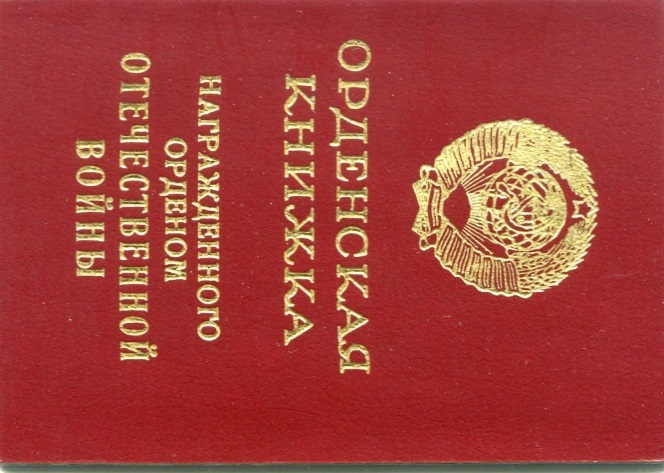 ОРДЕНСКАЯ
КНИЖКА
НАГРАЖДЕННОГО
ОРДЕНОМ
ОТЕЧЕСТВЕННОЙ
ВОЙНЫ